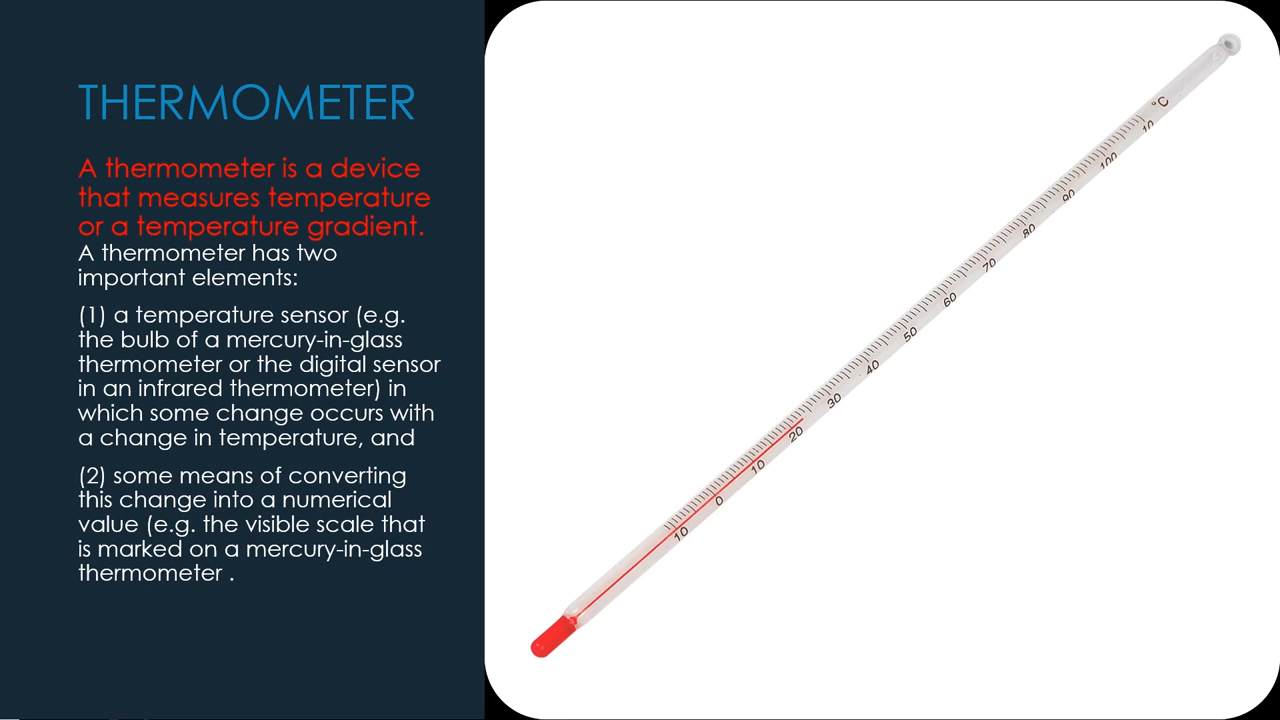 THERMOMETER
A thermometer is a device
that measures temperature
or a temperature gradient.
A thermometer has two
important elements:
(1) a temperature sensor (e.g.
the bulb of a mercury-in-glass
thermometer or the digital sensor
in an infrared thermometer) in
which some change occurs with
a change in temperature, and
(2) some means of converting
this change into a numerical
value (e.g. the visible scale that
is marked on a mercury-in-glass
thermometer .
°C
10
100
90
80
70
60
50
40
30
20
10
0
10